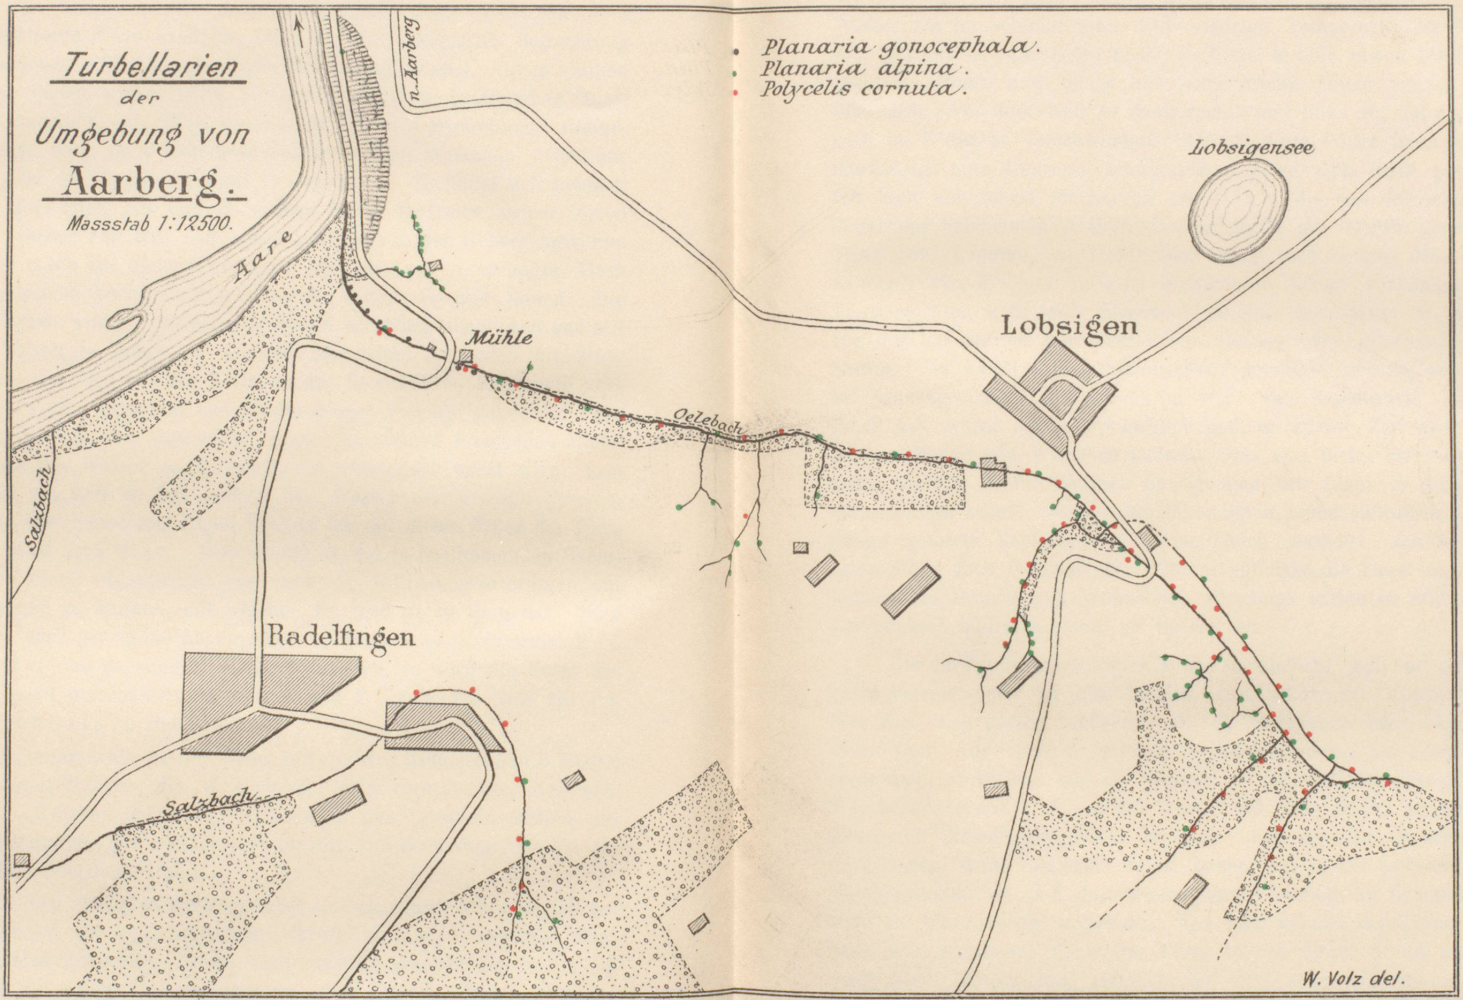 Turbellarien
der
Umgebung von
Aarberg.
Massstab 1:12500.
n. Aarberg
Planaria gonocephala.
Planaria alpina.
Polycelis cornuta.
Lobsigensee
Aare
Lobsigen
Mühle
Oelebach
Salzbach
Radelfingen
Salzbach
W. Volz del.